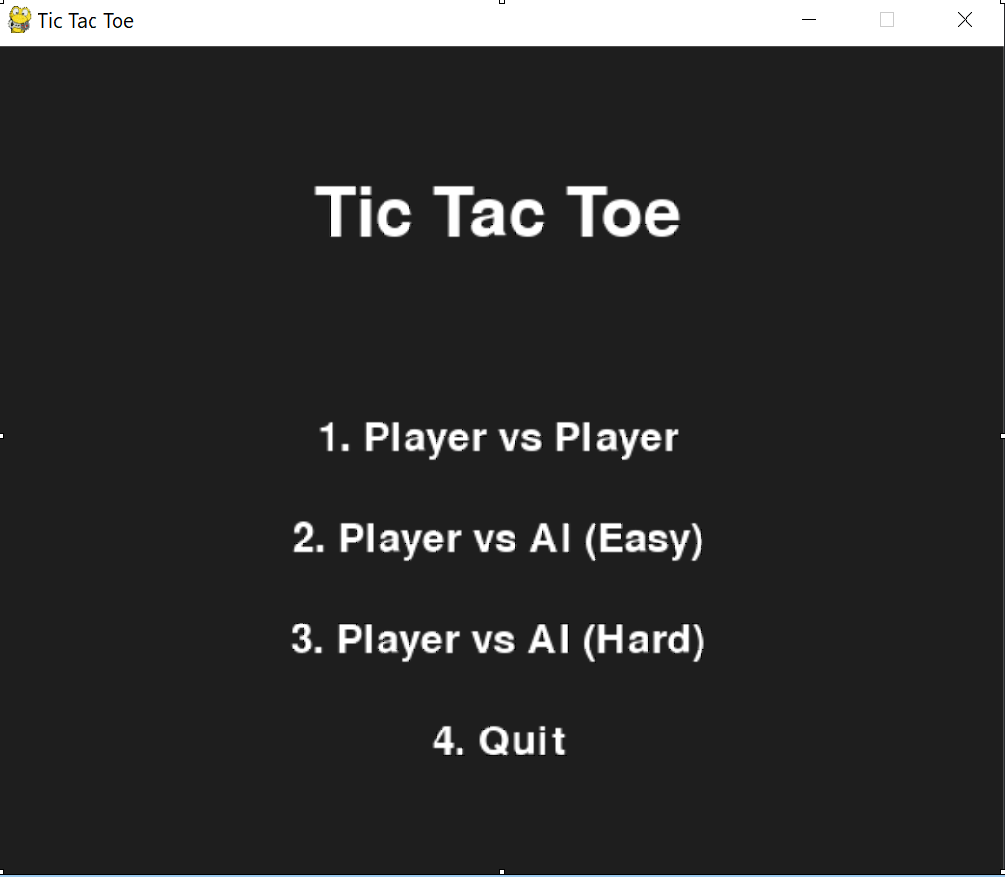 Tic Tac Toe
Tic Tac Toe
1. Player vs Player
2. Player vs AI (Easy)
3. Player vs AI (Hard)
4. Quit